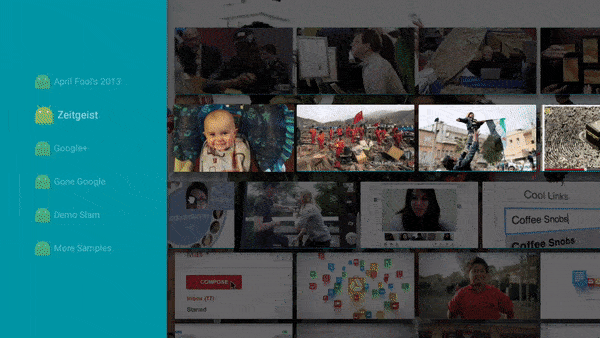 April Fool's 2013
Zeitgeist
Google+
Gone Google
Demo Slam
More Samples
Cool Links
Coffee Snobs
Coffee Snobs
COMPOSE
Inbox (17)
Starred